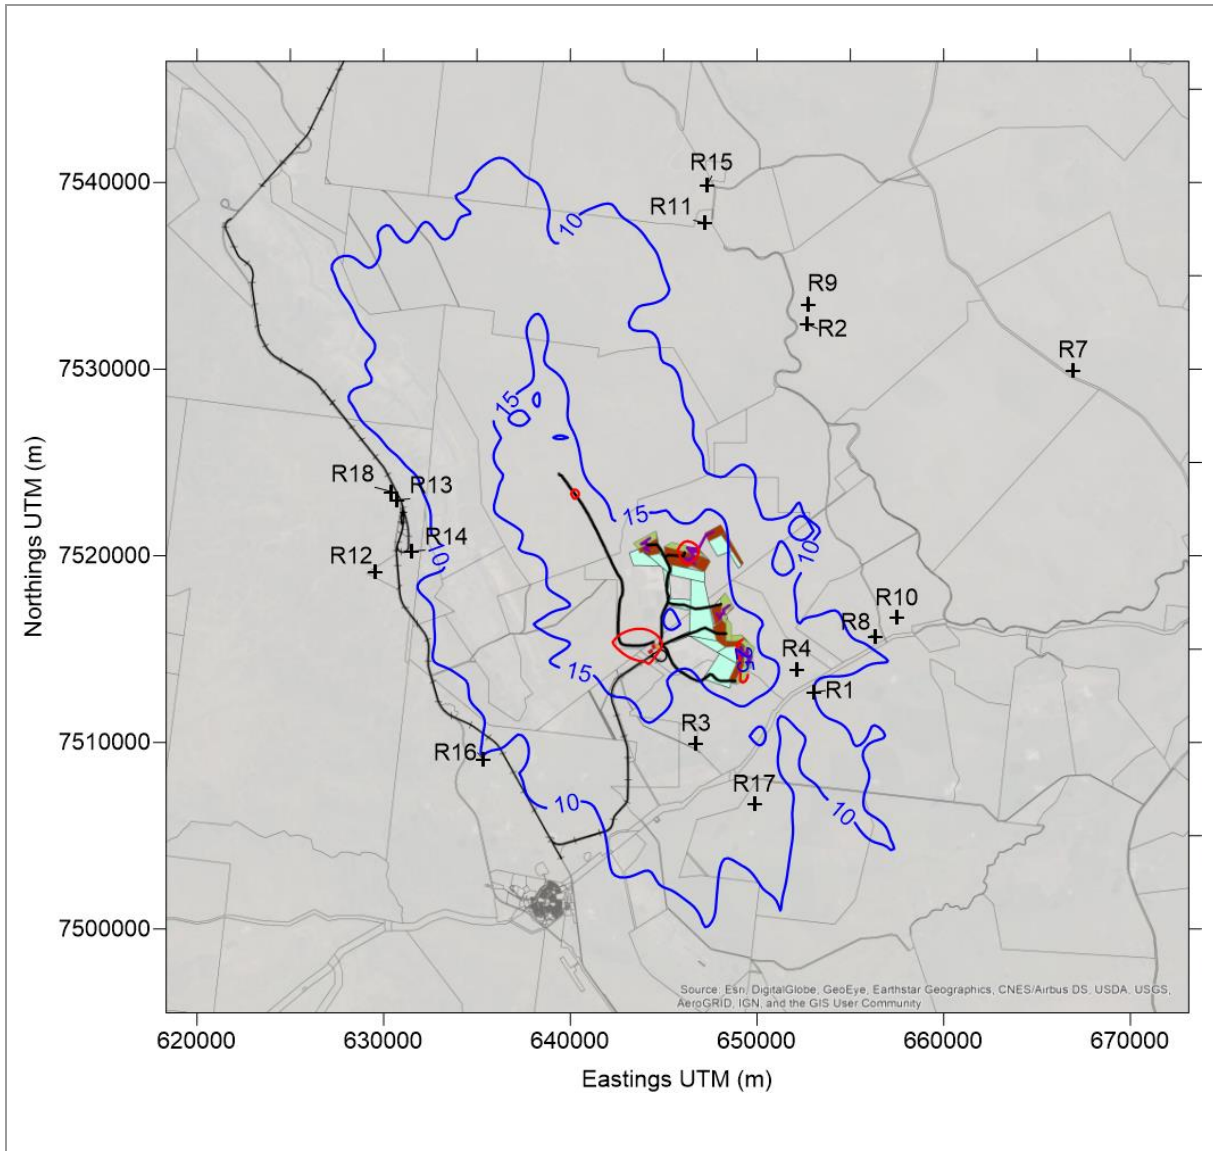 R15
7540000
R11
10
R9
R2
R7
7530000
15
R18
R13
15
R14
7520000
R12
10
10
R10
R8
R4
15
25
R1
R3
7510000
R16
R17
10
10
7500000
Source: Esri, DigitalGlobe, GeoEye, Earthstar Geographics, CNES/Airbus DS, USDA, USGS,
AeroGRID, IGN, and the GIS User Community
620000 630000 640000 650000 660000 670000
Eastings UTM (m)
Northings UTM (m)